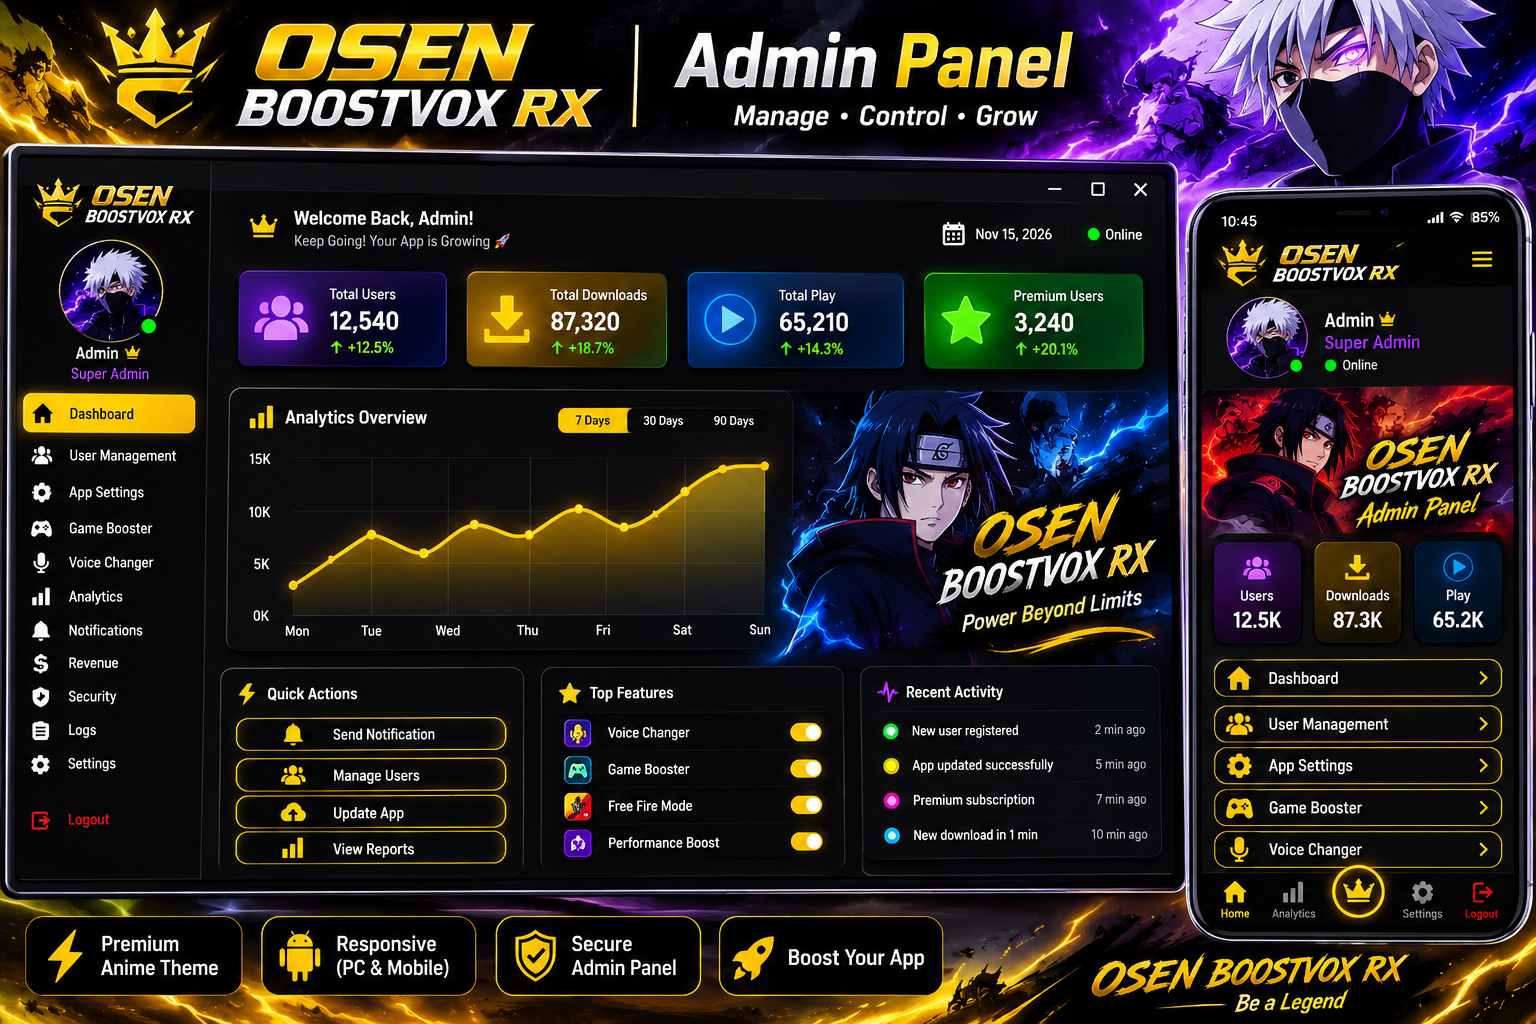 OSEN
BOOSTVOX RX
Admin Panel
Manage • Control • Grow
OSEN
BOOSTVOX RX
Admin
Super Admin
Dashboard
User Management
App Settings
Game Booster
Voice Changer
Analytics
Notifications
Revenue
Security
Logs
Settings
Logout
Welcome Back, Admin!
Keep Going! Your App is Growing 🚀
Nov 15, 2026
Online
Total Users
12,540
↑ +12.5%
Total Downloads
87,320
↑ +18.7%
Total Play
65,210
↑ +14.3%
Premium Users
3,240
↑ +20.1%
Analytics Overview
7 Days 30 Days 90 Days
15K
10K
5K
0K
Mon Tue Wed Thu Fri Sat Sun
OSEN
BOOSTVOX RX
Power Beyond Limits
Quick Actions
Send Notification
Manage Users
Update App
View Reports
Top Features
Voice Changer
Game Booster
Free Fire Mode
Performance Boost
Recent Activity
New user registered 2 min ago
App updated successfully 5 min ago
Premium subscription 7 min ago
New download in 1 min 10 min ago
10:45 85%
OSEN
BOOSTVOX RX
Admin
Super Admin
Online
OSEN
BOOSTVOX RX
Admin Panel
Users
12.5K
Downloads
87.3K
Play
65.2K
Dashboard
User Management
App Settings
Game Booster
Voice Changer
Home Analytics Settings Logout
Premium
Anime Theme
Responsive
(PC & Mobile)
Secure
Admin Panel
Boost Your App
OSEN BOOSTVOX RX
Be a Legend